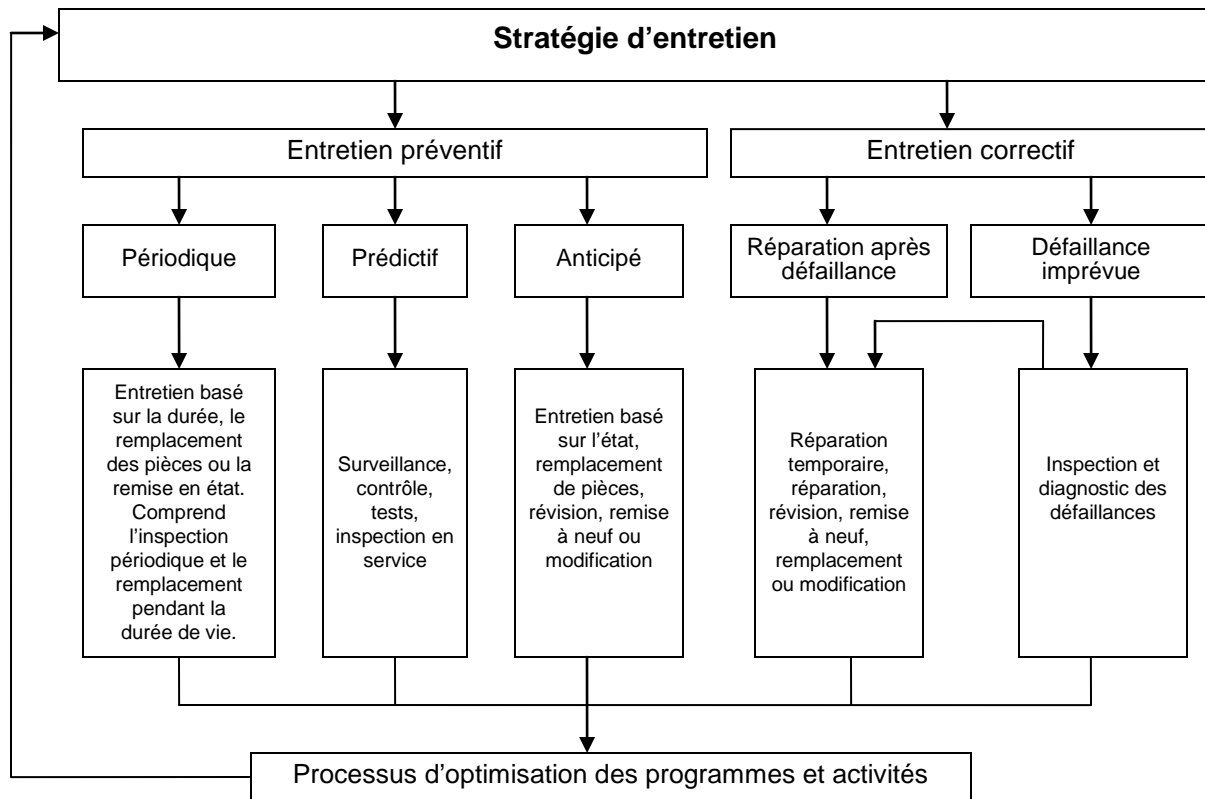 Stratégie d’entretien
Entretien préventif
Entretien correctif
Périodique
Prédictif
Anticipé
Réparation après
défaillance
Défaillance
imprévue
Entretien basé
sur la durée, le
remplacement
des pièces ou la
remise en état.
Comprend
l’inspection
périodique et le
remplacement
pendant la
durée de vie.
Surveillance,
contrôle,
tests,
inspection en
service
Entretien basé
sur l’état,
remplacement
de pièces,
révision, remise
à neuf ou
modification
Réparation
temporaire,
réparation,
révision, remise
à neuf,
remplacement
ou modification
Inspection et
diagnostic des
défaillances
Processus d’optimisation des programmes et activités